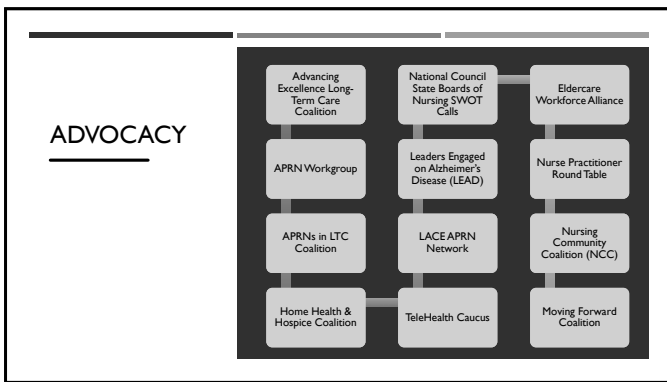 ADVOCACY
Advancing
Excellence Long-
Term Care
Coalition
APRN Workgroup
APRNs in LTC
Coalition
Home Health &
Hospice Coalition
TeleHealth Caucus
LACE APRN
Network
Leaders Engaged
on Alzheimer's
Disease (LEAD)
National Council
State Boards of
Nursing SWOT
Calls
Eldercare
Workforce Alliance
Nurse Practitioner
Round Table
Nursing
Community
Coalition (NCC)
Moving Forward
Coalition